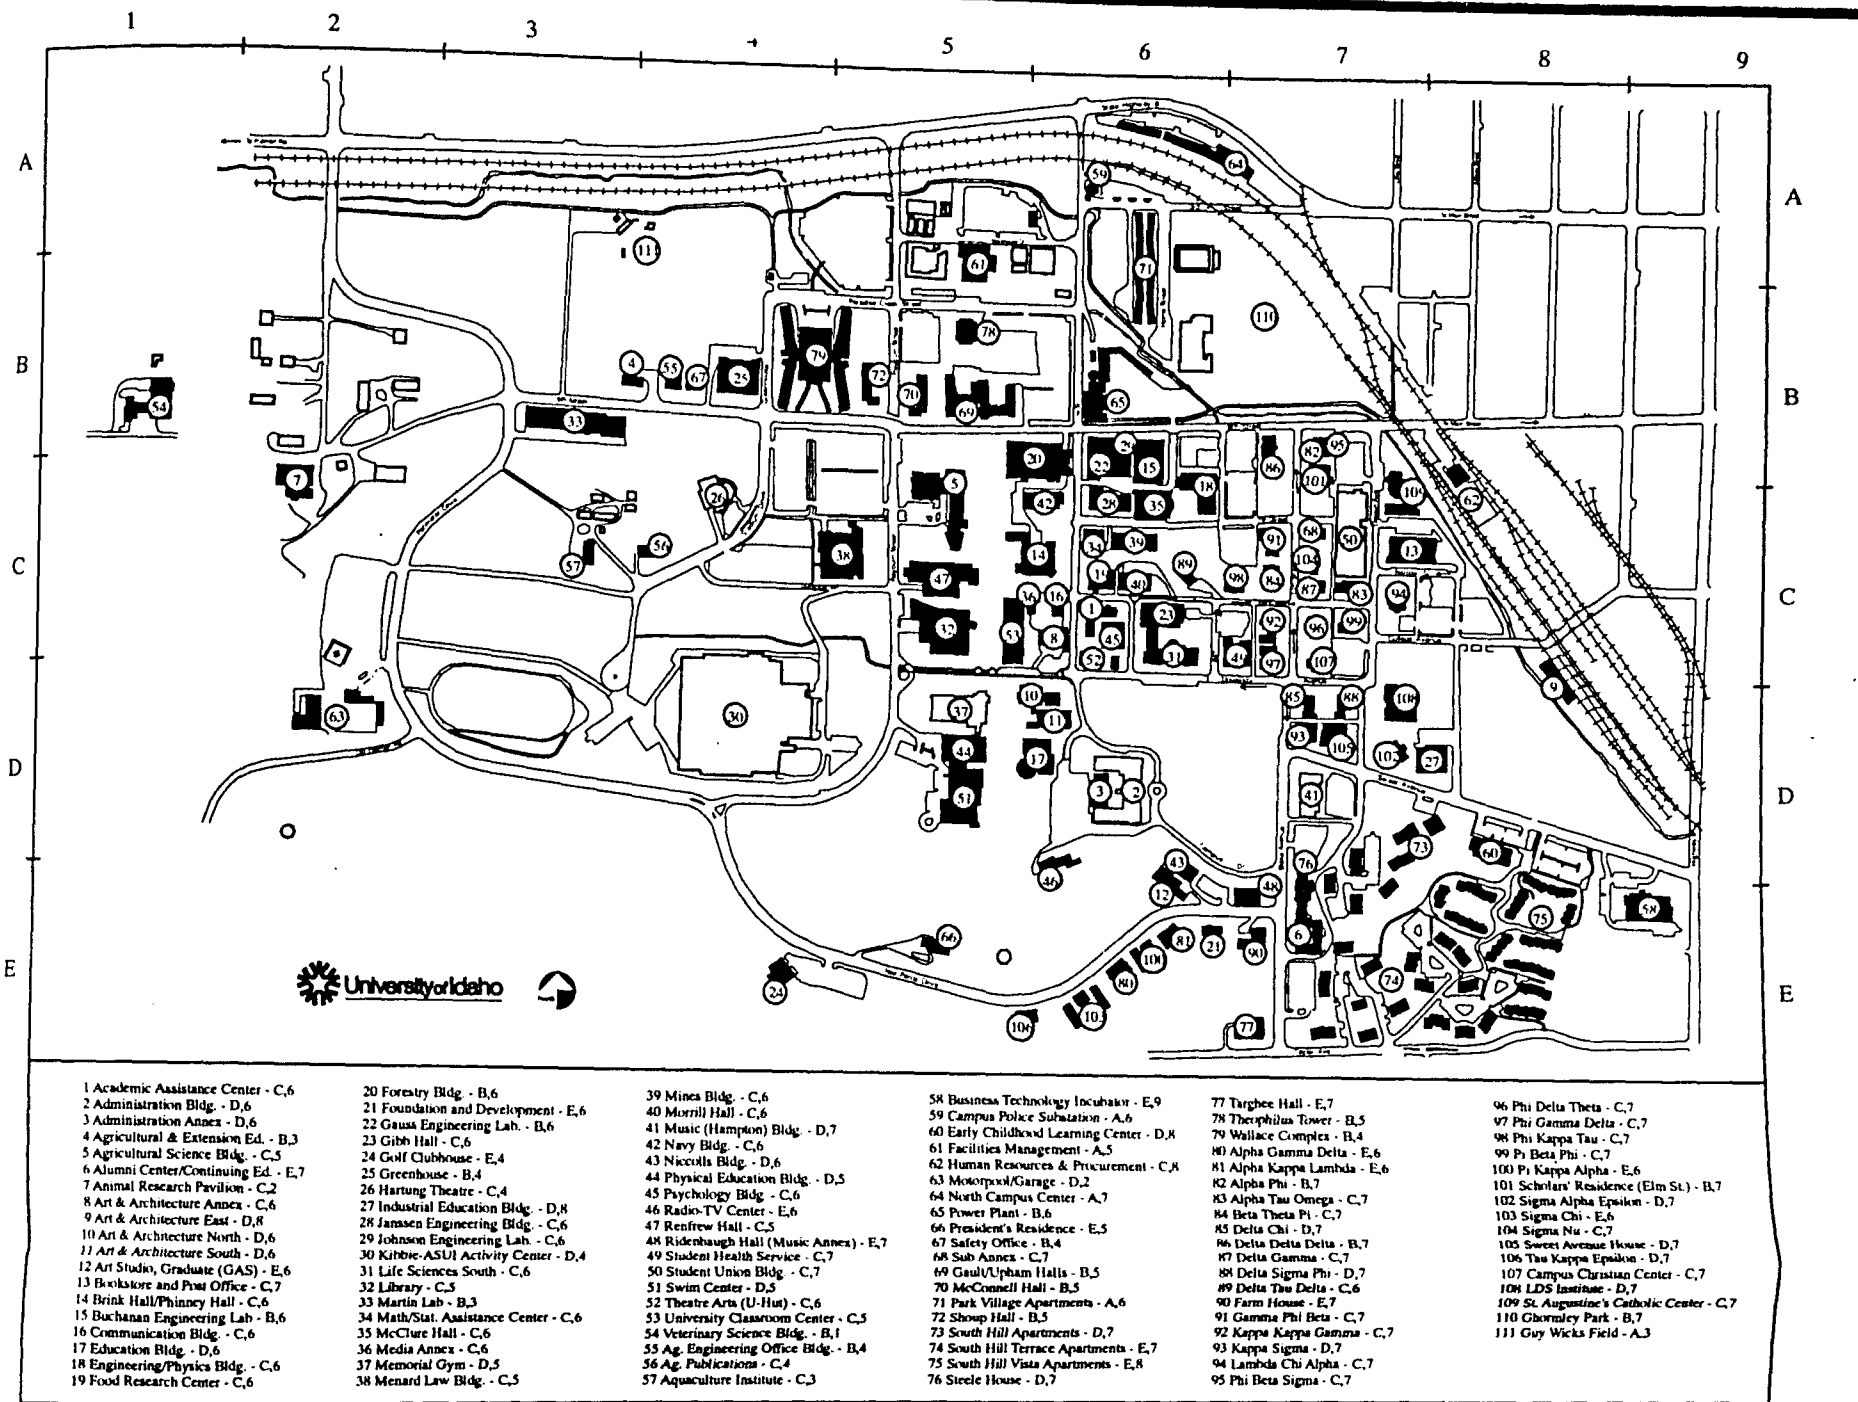 1 2 3 4 5 6 7 8 9
A A
B B
C C
D D
E E
University of Idaho
1 Academic Assistance Center - C,6
2 Administration Bldg. - D,6
3 Administration Annex - D,6
4 Agricultural & Extension Ed. - B,3
5 Agricultural Science Bldg. - C,5
6 Alumni Center/Continuing Ed. - E,7
7 Animal Research Pavilion - C,2
8 Art & Architecture Annex - C,6
9 Art & Architecture East - D,8
10 Art & Architecture North - D,6
11 Art & Architecture South - D,6
12 Art Studio, Graduate (GAS) - E,6
13 Bookstore and Post Office - C,7
14 Brink Hall/Phinney Hall - C,6
15 Buchanan Engineering Lab - B,6
16 Communication Bldg. - C,6
17 Education Bldg. - D,6
18 Engineering/Physics Bldg. - C,6
19 Food Research Center - C,6
20 Forestry Bldg. - B,6
21 Foundation and Development - E,6
22 Gauss Engineering Lab. - B,6
23 Gibb Hall - C,6
24 Golf Clubhouse - E,4
25 Greenhouse - B,4
26 Hartung Theatre - C,4
27 Industrial Education Bldg. - D,8
28 Janssen Engineering Bldg. - C,6
29 Johnson Engineering Lab. - C,6
30 Kibbie-ASUI Activity Center - D,4
31 Life Sciences South - C,6
32 Library - C,5
33 Martin Lab - B,3
34 Math/Stat. Assistance Center - C,6
35 McClure Hall - C,6
36 Media Annex - C,6
37 Memorial Gym - D,5
38 Menard Law Bldg. - C,5
39 Mines Bldg. - C,6
40 Morrill Hall - C,6
41 Music (Hampton) Bldg. - D,7
42 Navy Bldg. - C,6
43 Niccolls Bldg. - D,6
44 Physical Education Bldg. - D,5
45 Psychology Bldg - C,6
46 Radio-TV Center - E,6
47 Renfrew Hall - C,5
48 Ridenbaugh Hall (Music Annex) - E,7
49 Student Health Service - C,7
50 Student Union Bldg. - C,7
51 Swim Center - D,5
52 Theatre Arts (U-Hut) - C,6
53 University Classroom Center - C,5
54 Veterinary Science Bldg. - B,1
55 Ag. Engineering Office Bldg. - B,4
56 Ag. Publications - C,4
57 Aquaculture Institute - C,3
58 Business Technology Incubator - E,9
59 Campus Police Substation - A,6
60 Early Childhood Learning Center - D,8
61 Facilities Management - A,5
62 Human Resources & Procurement - C,8
63 Motorpool/Garage - D,2
64 North Campus Center - A,7
65 Power Plant - B,6
66 President's Residence - E,5
67 Safety Office - B,4
68 Sub Annex - C,7
69 Gault/Upham Halls - B,5
70 McConnell Hall - B,5
71 Park Village Apartments - A,6
72 Shoup Hall - B,5
73 South Hill Apartments - D,7
74 South Hill Terrace Apartments - E,7
75 South Hill Vista Apartments - E,8
76 Steele House - D,7
77 Targhee Hall - E,7
78 Theophilus Tower - B,5
79 Wallace Complex - B,4
80 Alpha Gamma Delta - E,6
81 Alpha Kappa Lambda - E,6
82 Alpha Phi - B,7
83 Alpha Tau Omega - C,7
84 Beta Theta Pi - C,7
85 Delta Chi - D,7
86 Delta Delta Delta - B,7
87 Delta Gamma - C,7
88 Delta Sigma Phi - D,7
89 Delta Tau Delta - C,6
90 Farm House - E,7
91 Gamma Phi Beta - C,7
92 Kappa Kappa Gamma - C,7
93 Kappa Sigma - D,7
94 Lambda Chi Alpha - C,7
95 Phi Beta Sigma - C,7
96 Phi Delta Theta - C,7
97 Phi Gamma Delta - C,7
98 Phi Kappa Tau - C,7
99 Pi Beta Phi - C,7
100 Pi Kappa Alpha - E,6
101 Scholars' Residence (Elm St.) - B,7
102 Sigma Alpha Epsilon - D,7
103 Sigma Chi - E,6
104 Sigma Nu - C,7
105 Sweet Avenue House - D,7
106 Tau Kappa Epsilon - D,7
107 Campus Christian Center - C,7
108 LDS Institute - D,7
109 St. Augustine's Catholic Center - C,7
110 Ghormley Park - B,7
111 Guy Wicks Field - A,3